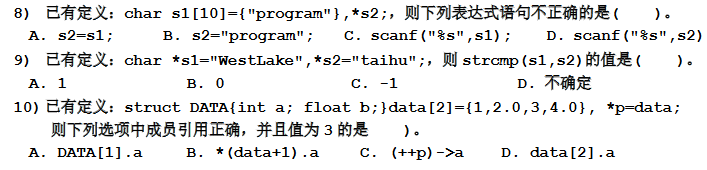 8) 已有定义：char s1[10]={"program"},*s2;，则下列表达式语句不正确的是(    )。
A. s2=s1;    B. s2="program";    C. scanf("%s",s1);    D. scanf("%s",s2)
9) 已有定义：char *s1="WestLake",*s2="taihu";，则 strcmp(s1,s2)的值是(    )。
A. 1    B. 0    C. -1    D. 不确定
10) 已有定义：struct DATA{int a; float b;}data[2]={1,2.0,3,4.0}, *p=data;
则下列选项中成员引用正确，并且值为 3 的是    )。
A. DATA[1].a    B. *(data+1).a    C. (++p)->a    D. data[2].a